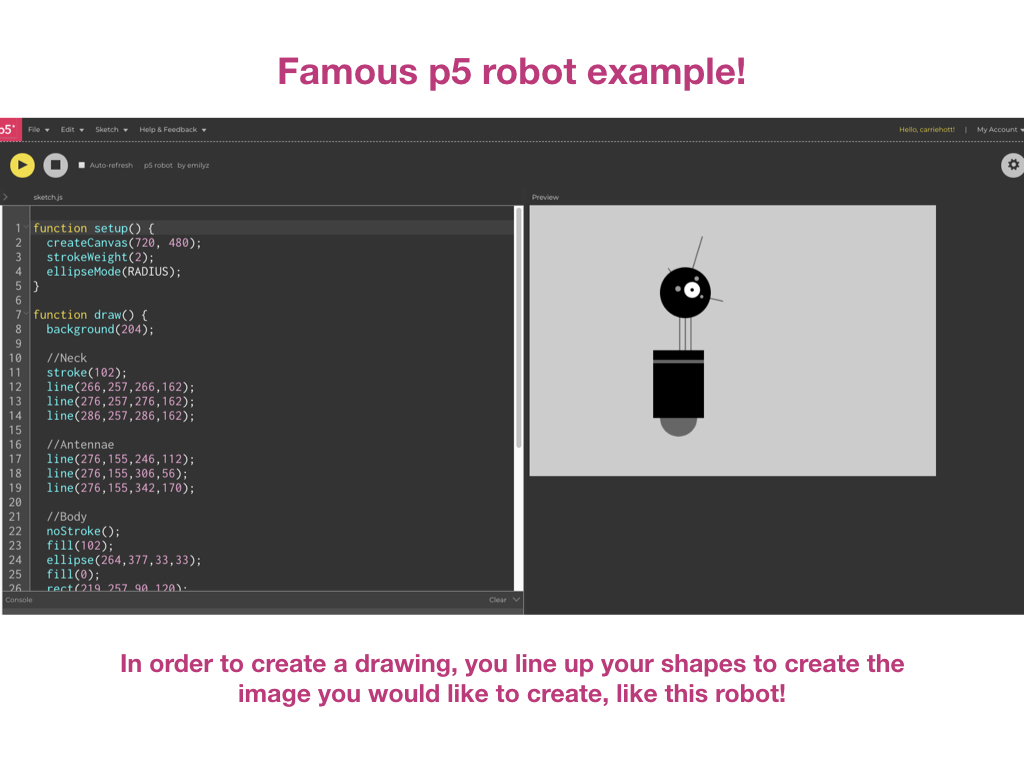 Famous p5 robot example!
p5*
File Edit Sketch Help & Feedback Hello, carriehott! | My Account
Auto-refresh p5 robot by emilyz
sketch.js
Preview
1 function setup() {
2 createCanvas(720, 480);
3 strokeWeight(2);
4 ellipseMode(RADIUS);
5 }
6
7 function draw() {
8 background(204);
9
10 //Neck
11 stroke(102);
12 line(266,257,266,162);
13 line(276,257,276,162);
14 line(286,257,286,162);
15
16 //Antennae
17 line(276,155,246,112);
18 line(276,155,306,56);
19 line(276,155,342,170);
20
21 //Body
22 noStroke();
23 fill(102);
24 ellipse(264,377,33,33);
25 fill(0);
26 rect(219,257,90,120);
Console Clear
In order to create a drawing, you line up your shapes to create the
image you would like to create, like this robot!